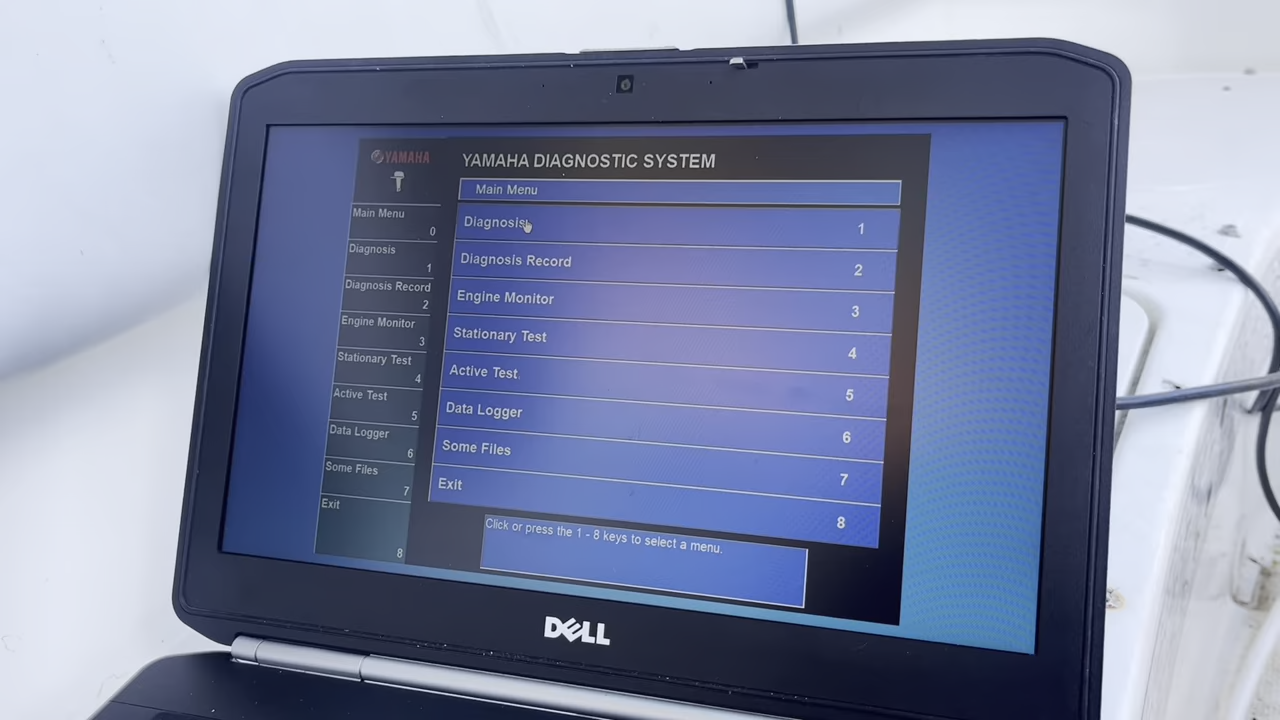 YAMAHA
Main Menu
0
Diagnosis
1
Diagnosis Record
2
Engine Monitor
3
Stationary Test
4
Active Test
5
Data Logger
6
Some Files
7
Exit
8
YAMAHA DIAGNOSTIC SYSTEM
Main Menu
Diagnosis 1
Diagnosis Record 2
Engine Monitor 3
Stationary Test 4
Active Test 5
Data Logger 6
Some Files 7
Exit 8
Click or press the 1 - 8 keys to select a menu.
DELL